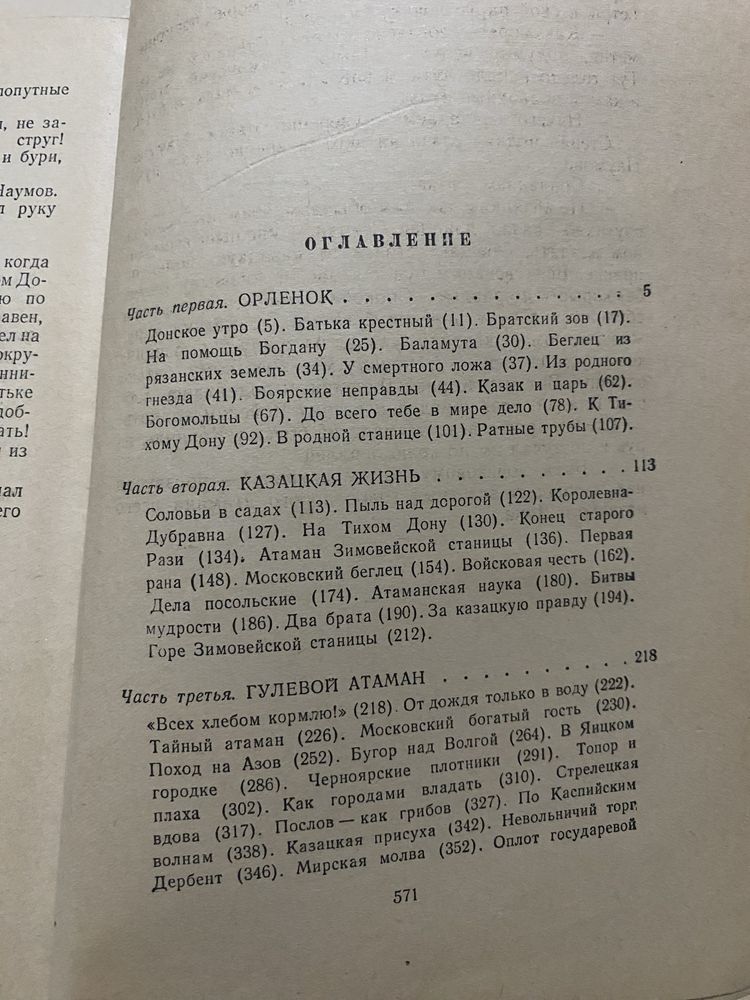 попутные
не за-
струг!
и бури,
Наумов.
руку
когда
До-
по
на
из
ОГЛАВЛЕНИЕ
Часть первая. ОРЛЕНОК . . . . . . . . . . . . . . 5
Донское утро (5). Батька крестный (11). Братский зов (17).
На помощь Богдану (25). Баламута (30). Беглец из
рязанских земель (34). У смертного ложа (37). Из родного
гнезда (41). Боярские неправды (44). Казак и царь (62).
Богомольцы (67). До всего тебе в мире дело (78). К Ти-
хому Дону (92). В родной станице (101). Ратные трубы (107).
Часть вторая. КАЗАЦКАЯ ЖИЗНЬ . . . . . . . . . . 113
Соловьи в садах (113). Пыль над дорогой (122). Королевна-
Дубравна (127). На Тихом Дону (130). Конец старого
Рази (134). Атаман Зимовейской станицы (136). Первая
рана (148). Московский беглец (154). Войсковая честь (162).
Дела посольские (174). Атаманская наука (180). Битвы
мудрости (186). Два брата (190). За казацкую правду (194).
Горе Зимовейской станицы (212).
Часть третья. ГУЛЕВОЙ АТАМАН . . . . . . . . . . 218
«Всех хлебом кормлю!» (218). От дождя только в воду (222).
Тайный атаман (226). Московский богатый гость (230).
Поход на Азов (252). Бугор над Волгой (264). В Яицком
городке (286). Черноярские плотники (291). Топор и
плаха (302). Как городами владать (310). Стрелецкая
вдова (317). Послов — как грибов (327). По Каспийским
волнам (338). Казацкая присуха (342). Невольничий торг.
Дербент (346). Мирская молва (352). Оплот государевой
571